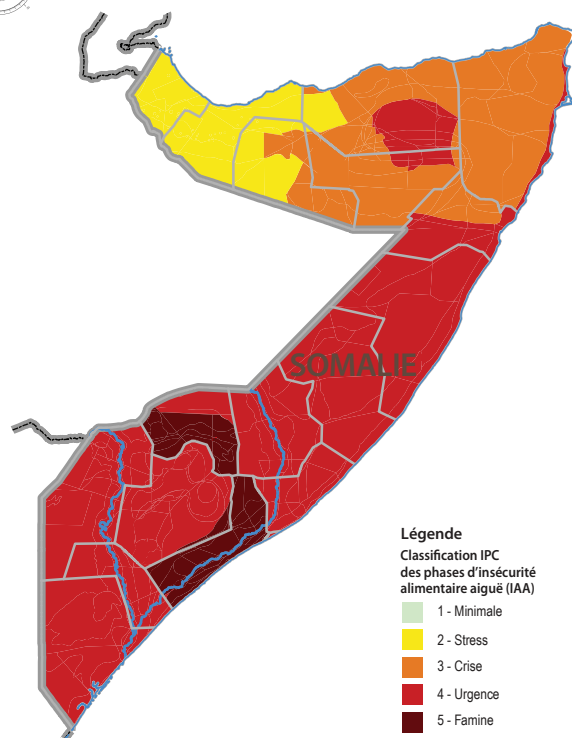 SOMALIE
Légende
Classification IPC
des phases d'insécurité
alimentaire aiguë (IAA)
1 - Minimale
2 - Stress
3 - Crise
4 - Urgence
5 - Famine